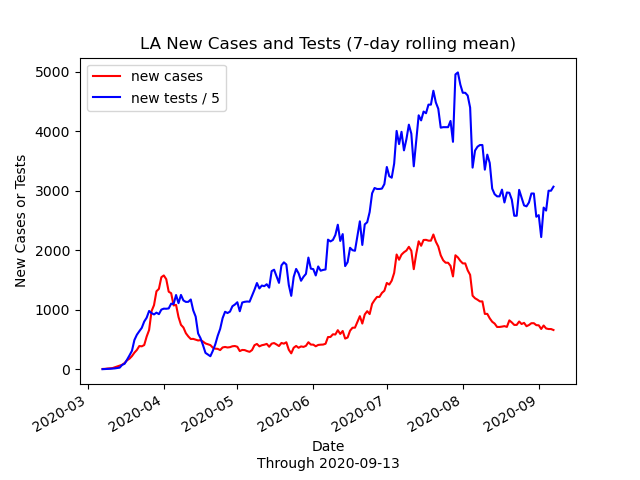 LA New Cases and Tests (7-day rolling mean)
new cases
new tests / 5
New Cases or Tests
5000
4000
3000
2000
1000
0
2020-03
2020-04
2020-05
2020-06
2020-07
2020-08
2020-09
Date
Through 2020-09-13